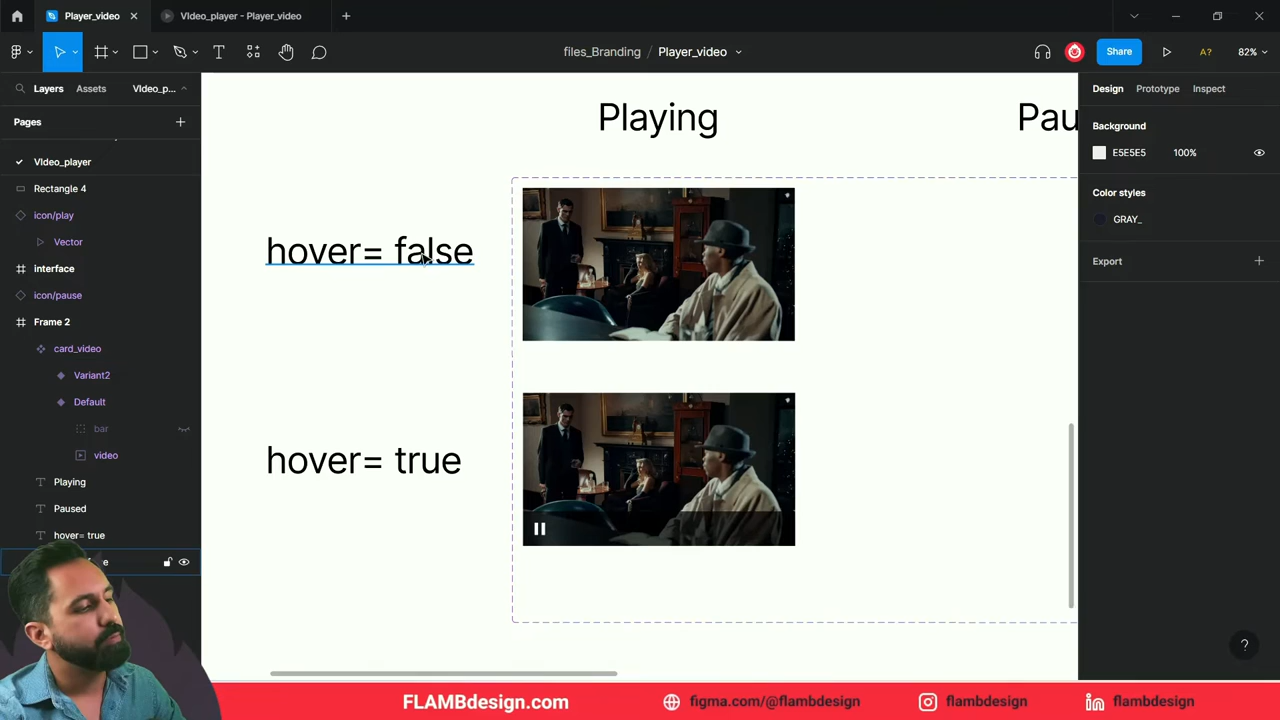 Player_video
VIdeo_player - Player_video
files_Branding / Player_video
Share
A?
82%
Layers
Assets
VIdeo_p...
Design
Prototype
Inspect
Pages
VIdeo_player
Rectangle 4
icon/play
Vector
interface
icon/pause
Frame 2
card_video
Variant2
Default
bar
video
Playing
Paused
hover= true
Playing
Pau
hover= false
hover= true
Background
E5E5E5
100%
Color styles
GRAY_
Export
?
FLAMBdesign.com
figma.com/@flambdesign
flambdesign
flambdesign